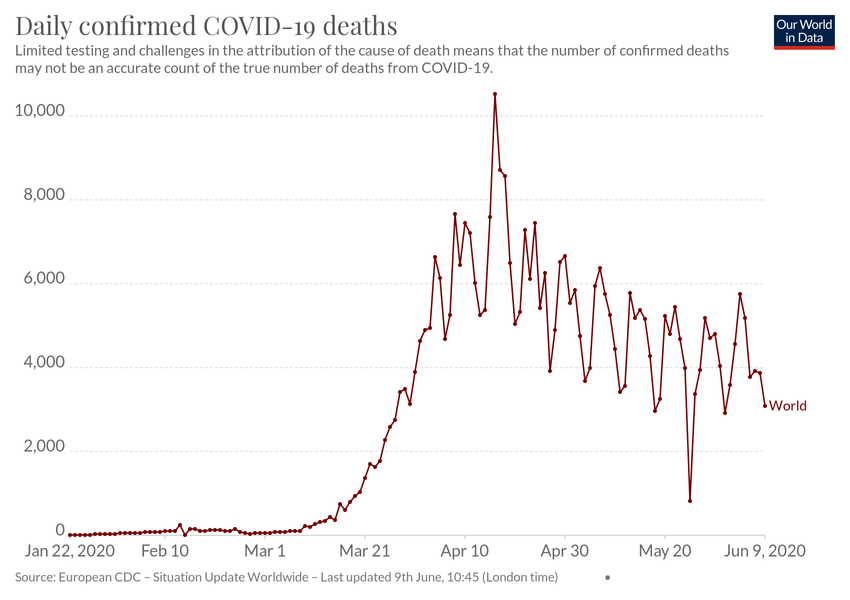 Daily confirmed COVID-19 deaths
Our World
in Data
Limited testing and challenges in the attribution of the cause of death means that the number of confirmed deaths
may not be an accurate count of the true number of deaths from COVID-19.
10,000
8,000
6,000
4,000
2,000
0
World
Jan 22, 2020
Feb 10
Mar 1
Mar 21
Apr 10
Apr 30
May 20
Jun 9, 2020
Source: European CDC – Situation Update Worldwide – Last updated 9th June, 10:45 (London time)